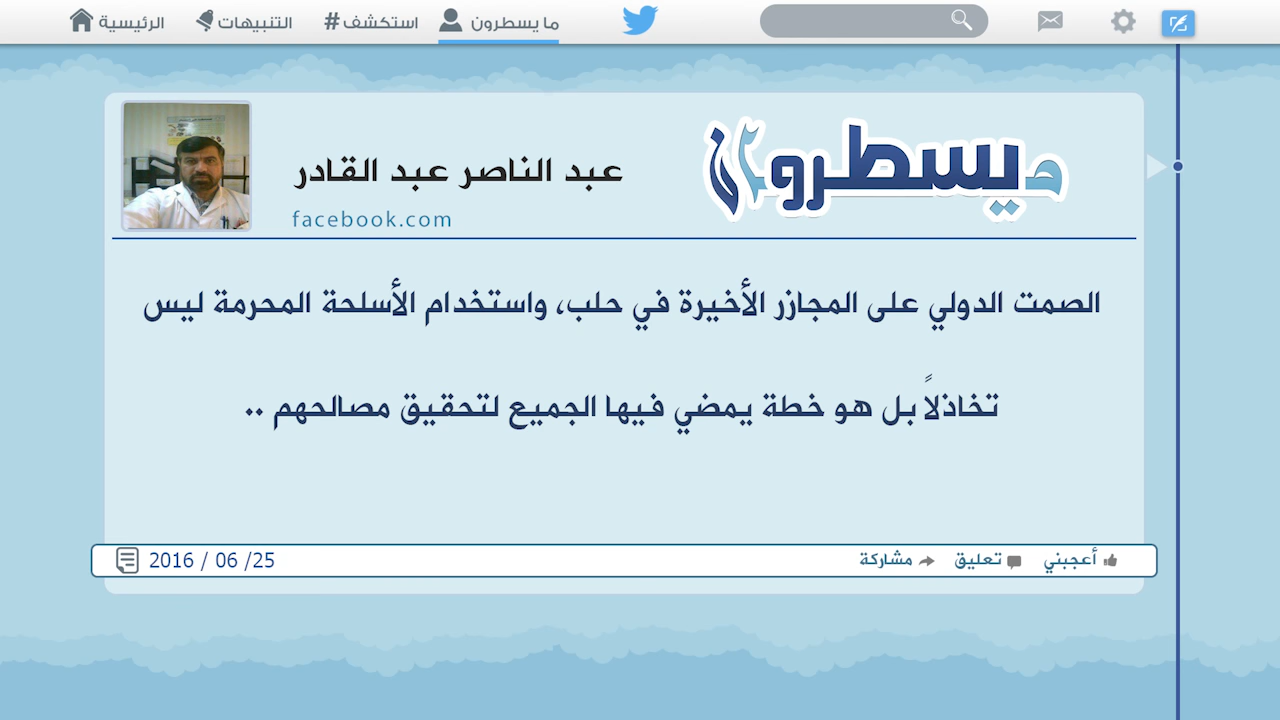 الرئيسية التنبيهات استكشف# ما يسطرون
ما يسطرون
عبد الناصر عبد القادر
facebook.com
الصمت الدولي على المجازر الأخيرة في حلب، واستخدام الأسلحة المحرمة ليس
تخاذلاً بل هو خطة يمضي فيها الجميع لتحقيق مصالحهم ..
أعجبني تعليق مشاركة
2016 / 06 /25